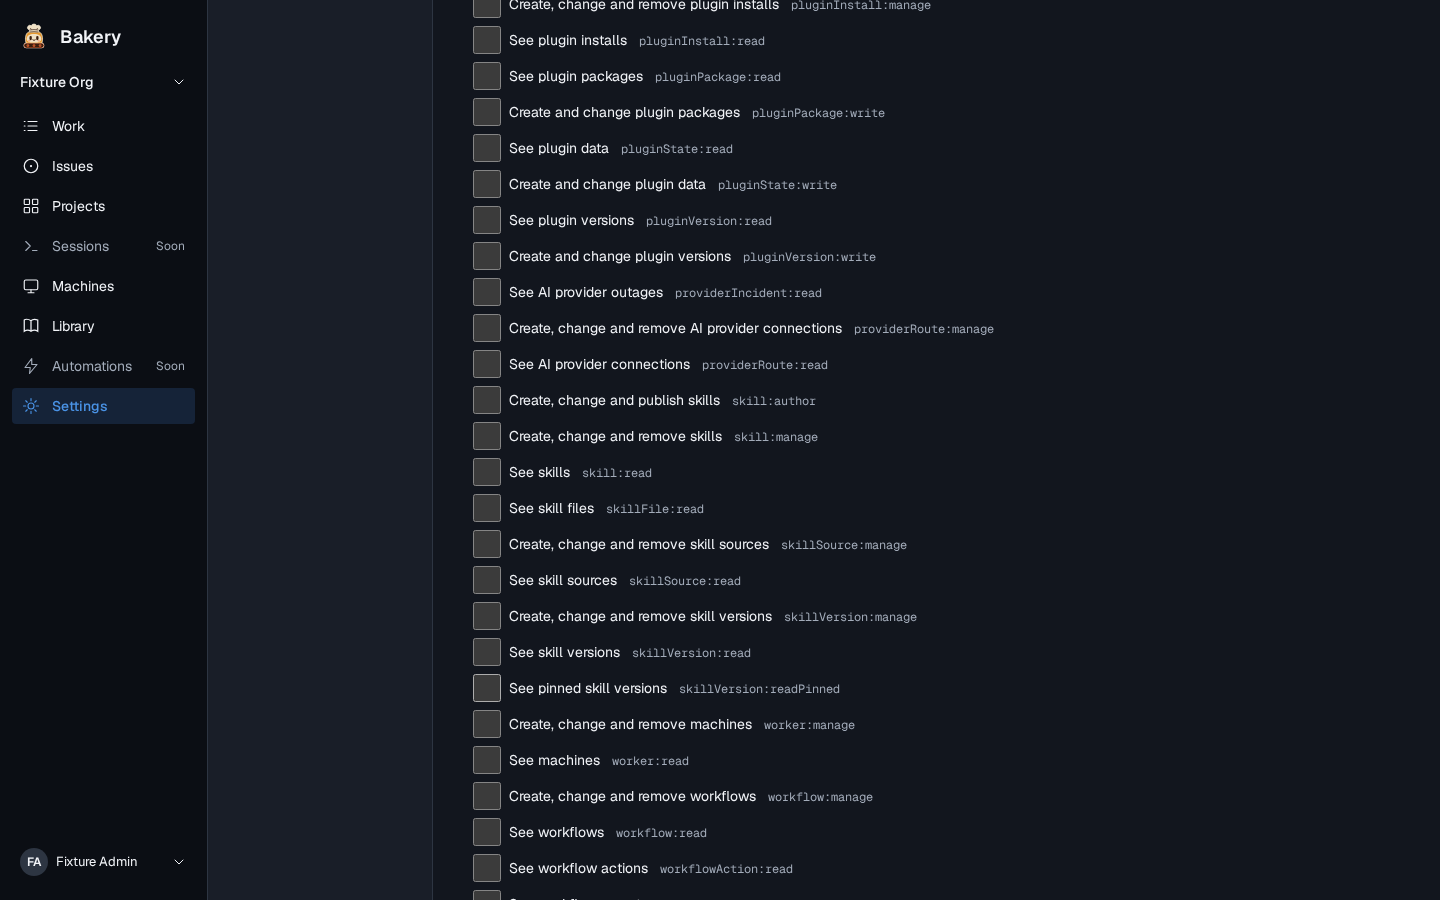 Bakery
Fixture Org
Work
Issues
Projects
Sessions Soon
Machines
Library
Automations Soon
Settings
FA Fixture Admin
Create, change and remove plugin installs pluginInstall:manage
See plugin installs pluginInstall:read
See plugin packages pluginPackage:read
Create and change plugin packages pluginPackage:write
See plugin data pluginState:read
Create and change plugin data pluginState:write
See plugin versions pluginVersion:read
Create and change plugin versions pluginVersion:write
See AI provider outages providerIncident:read
Create, change and remove AI provider connections providerRoute:manage
See AI provider connections providerRoute:read
Create, change and publish skills skill:author
Create, change and remove skills skill:manage
See skills skill:read
See skill files skillFile:read
Create, change and remove skill sources skillSource:manage
See skill sources skillSource:read
Create, change and remove skill versions skillVersion:manage
See skill versions skillVersion:read
See pinned skill versions skillVersion:readPinned
Create, change and remove machines worker:manage
See machines worker:read
Create, change and remove workflows workflow:manage
See workflows workflow:read
See workflow actions workflowAction:read